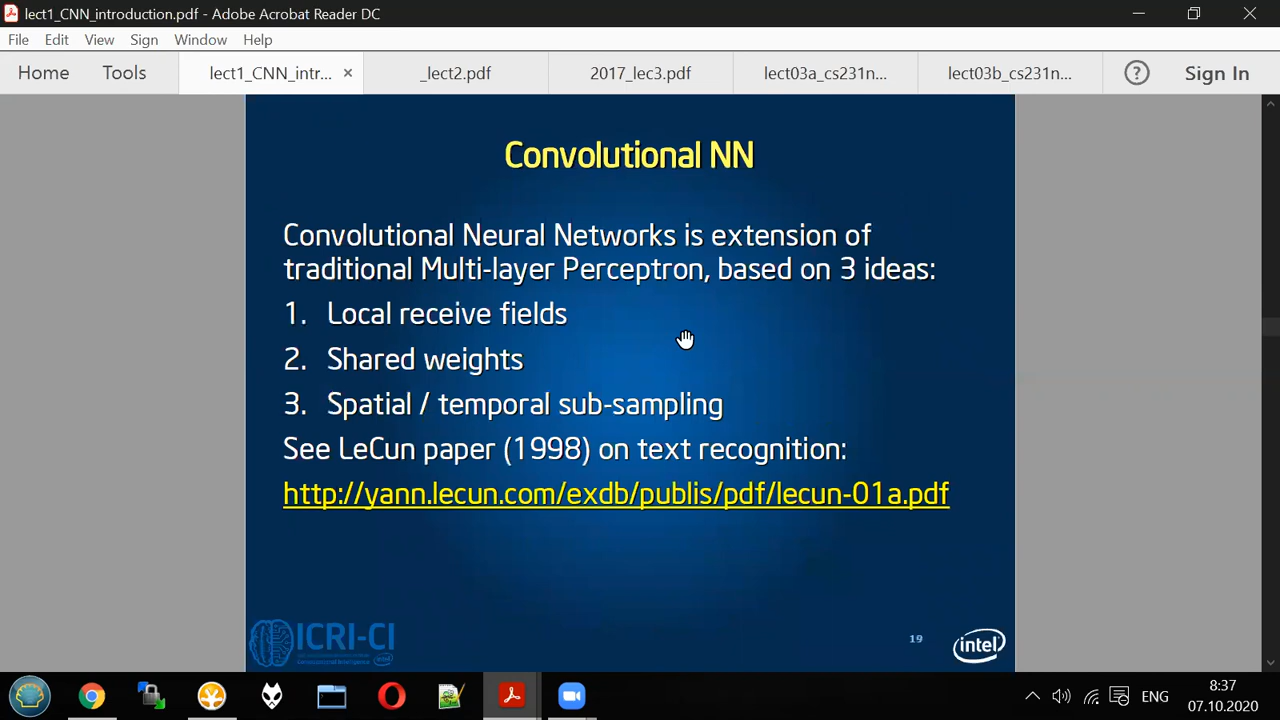 lect1_CNN_introduction.pdf - Adobe Acrobat Reader DC
File Edit View Sign Window Help
Home Tools lect1_CNN_intr... × _lect2.pdf 2017_lec3.pdf lect03a_cs231n... lect03b_cs231n... ? Sign In
Convolutional NN
Convolutional Neural Networks is extension of
traditional Multi-layer Perceptron, based on 3 ideas:
1. Local receive fields
2. Shared weights
3. Spatial / temporal sub-sampling
See LeCun paper (1998) on text recognition:
http://yann.lecun.com/exdb/publis/pdf/lecun-01a.pdf
ICRI-CI
19
intel
ENG
8:37
07.10.2020